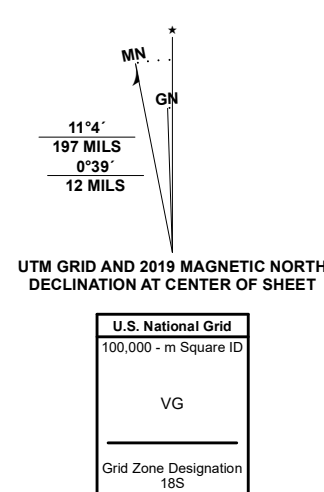 ★
MN
GN
11°4´
197 MILS
0°39´
12 MILS
UTM GRID AND 2019 MAGNETIC NORTH
DECLINATION AT CENTER OF SHEET
U.S. National Grid
100,000 - m Square ID
VG
Grid Zone Designation
18S